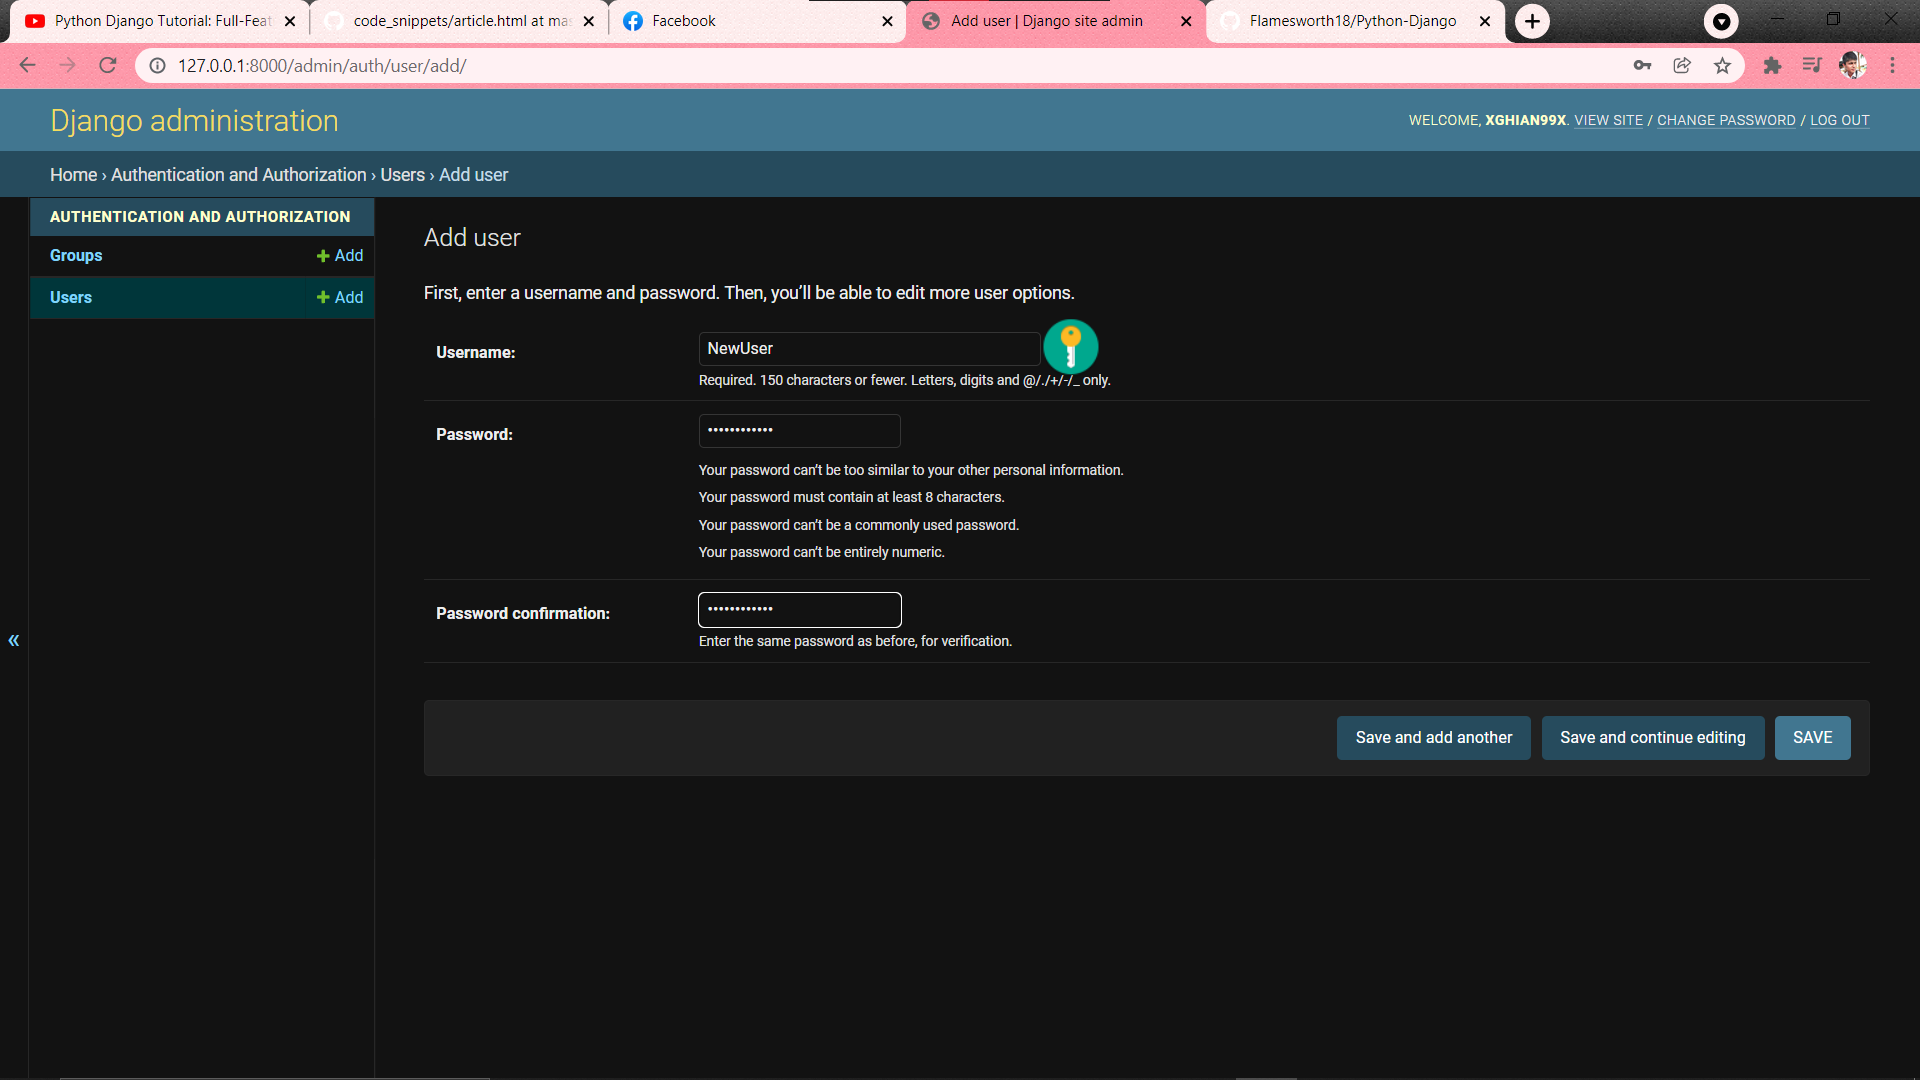 Python Django Tutorial: Full-Feat
code_snippets/article.html at mas
Facebook
Add user | Django site admin
Flamesworth18/Python-Django
127.0.0.1:8000/admin/auth/user/add/
Django administration
WELCOME, XGHIAN99X. VIEW SITE / CHANGE PASSWORD / LOG OUT
Home › Authentication and Authorization › Users › Add user
AUTHENTICATION AND AUTHORIZATION
Groups + Add
Users + Add
«
Add user
First, enter a username and password. Then, you’ll be able to edit more user options.
Username: NewUser
Required. 150 characters or fewer. Letters, digits and @/./+/-/_ only.
Password: ••••••••••••
Your password can’t be too similar to your other personal information.
Your password must contain at least 8 characters.
Your password can’t be a commonly used password.
Your password can’t be entirely numeric.
Password confirmation: ••••••••••••
Enter the same password as before, for verification.
Save and add another
Save and continue editing
SAVE